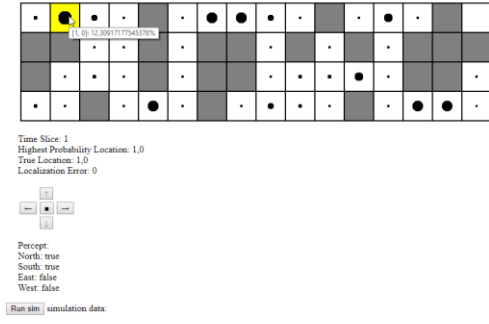 [1, 0]: 12.30917177545378%
Time Slice: 1
Highest Probability Location: 1,0
True Location: 1,0
Localization Error: 0
Percept:
North: true
South: true
East: false
West: false
Run sim simulation data: